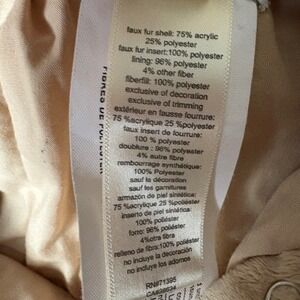 faux fur shell: 75% acrylic
25% polyester
faux fur insert:100% polyester
lining: 96% polyester
4% other fiber
fiberfill: 100% polyester
exclusive of decoration
exclusive of trimming
extérieur en fausse fourrure:
75 %acrylique 25 %polyester
faux insert de fourrure:
100% polyester
doublure : 96% polyester
4% autre fibra
rembourrage synthétique:
100% Polyester
sauf la décoration
sauf les garnitures
armazón de piel sintética:
75 %acrilico 25%poliéster
inserto de piel sintética:
100% poliéster
forro: 96% poliéster
4%otra fibra
relleno de fibra:100% poliéster
no incluye la decoración
no incluye los adornos
RN#71395